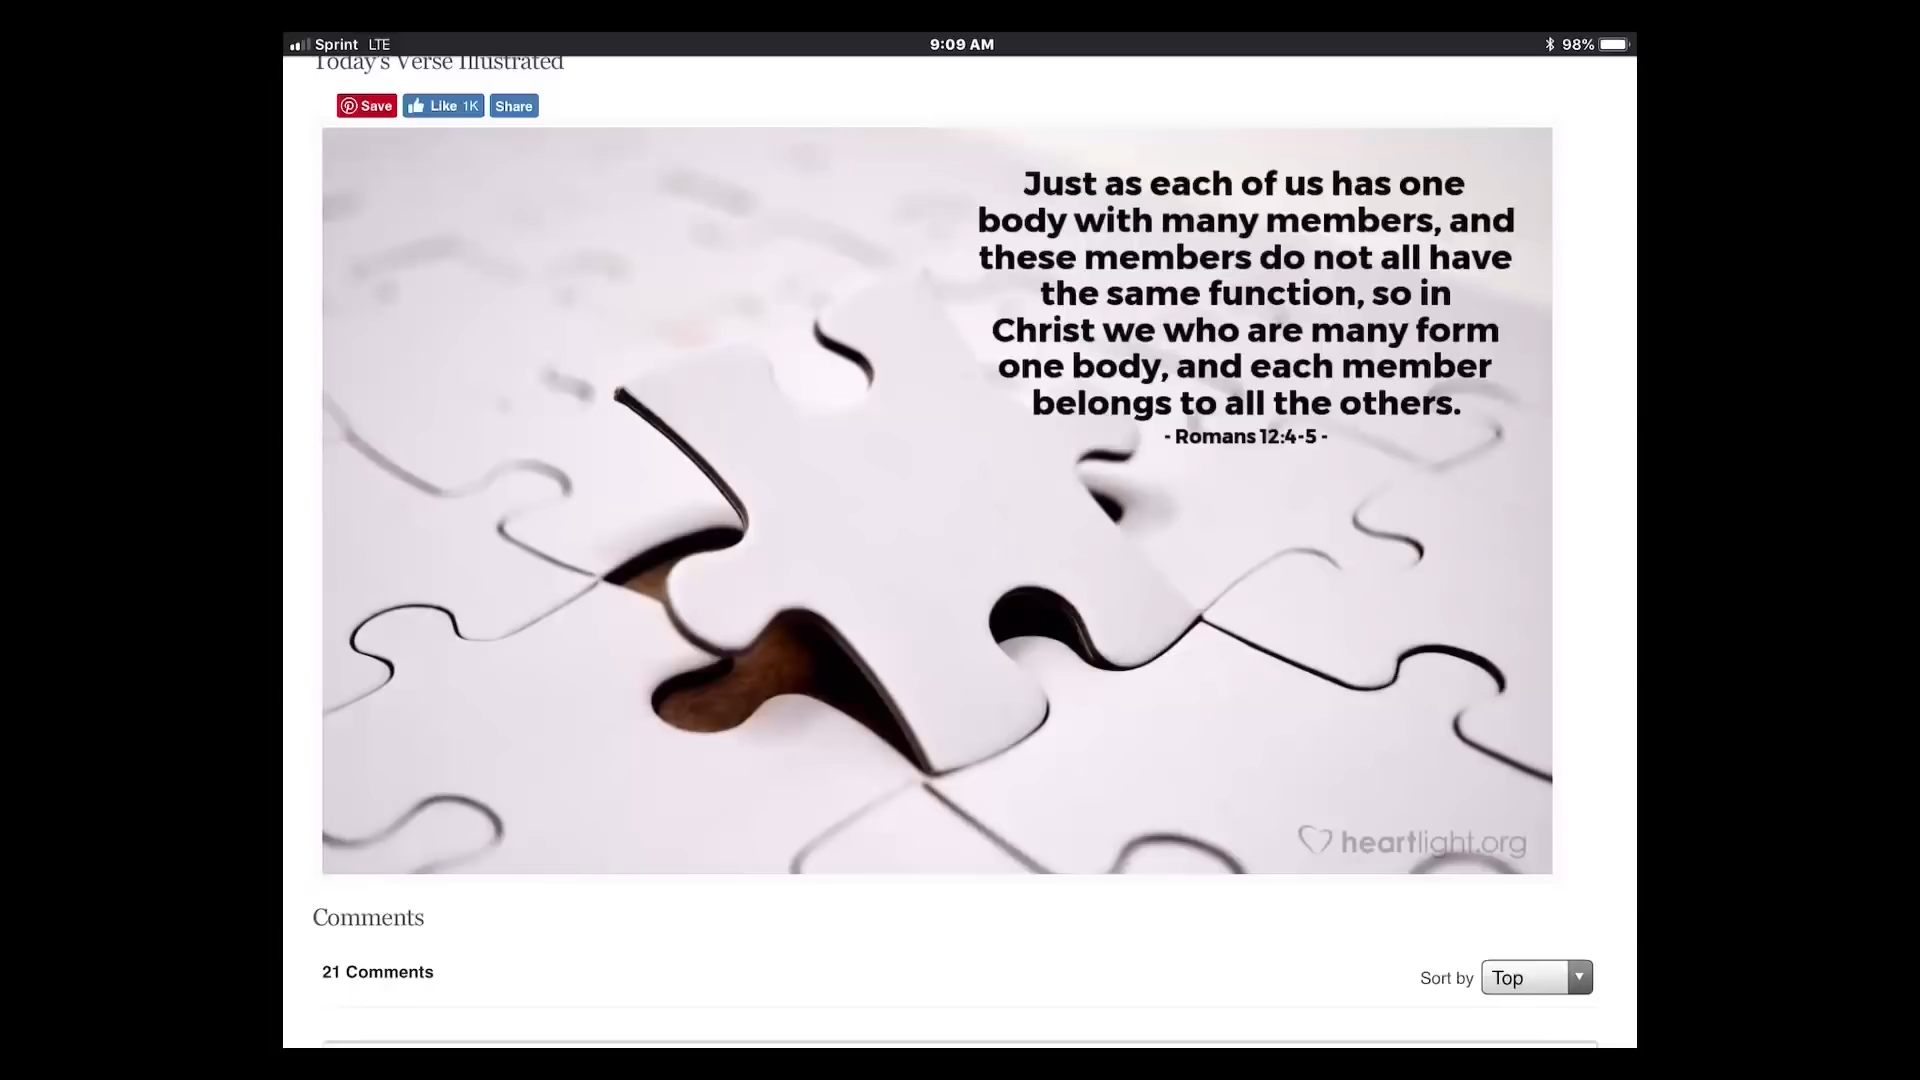 Sprint LTE 9:09 AM 98%
Today's Verse Illustrated
Save Like 1K Share
Just as each of us has one
body with many members, and
these members do not all have
the same function, so in
Christ we who are many form
one body, and each member
belongs to all the others.
- Romans 12:4-5 -
heartlight.org
Comments
21 Comments
Sort by Top